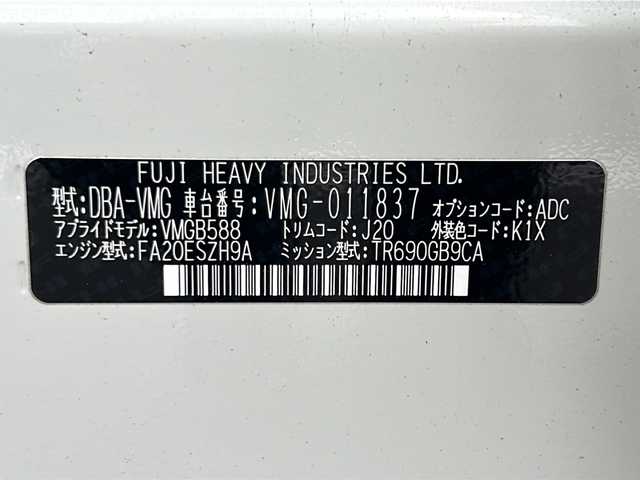 FUJI HEAVY INDUSTRIES LTD.
型式:DBA-VMG 車台番号:VMG-011837 オプションコード:ADC
アプライドモデル:VMGB588 トリムコード:J20 外装色コード:K1X
エンジン型式:FA20ESZH9A ミッション型式:TR690GB9CA